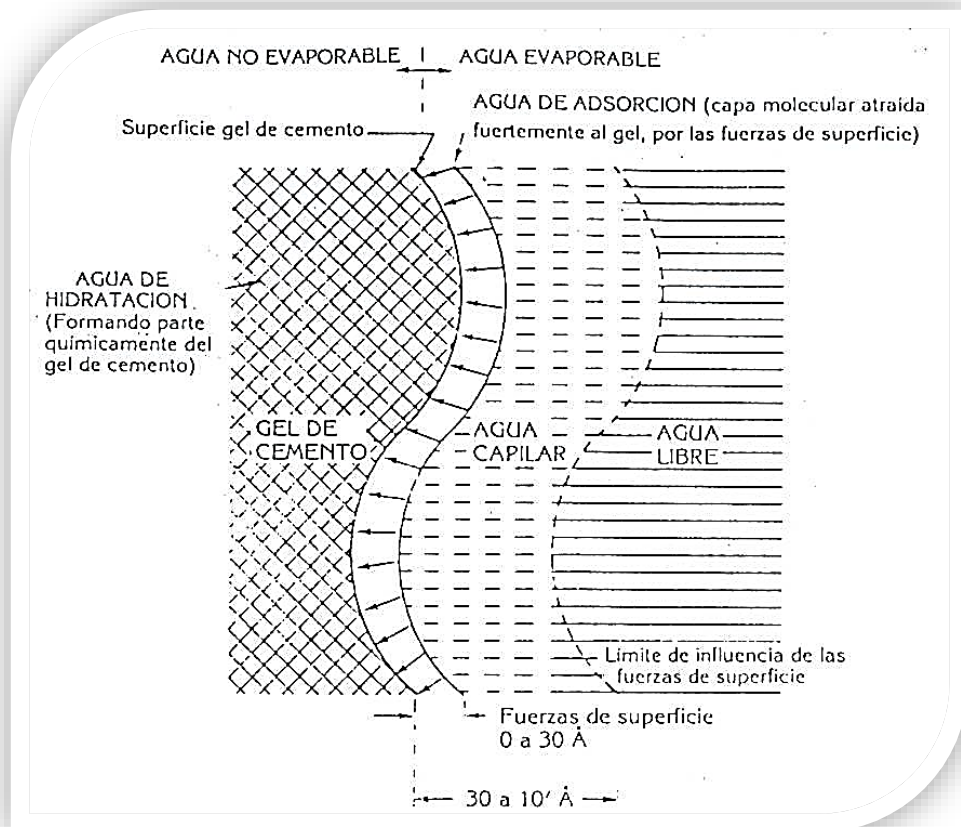 AGUA NO EVAPORABLE
AGUA EVAPORABLE
AGUA DE ADSORCION (capa molecular atraída
fuertemente al gel, por las fuerzas de superficie)
Superficie gel de cemento
AGUA DE
HIDRATACION
(Formando parte
químicamente del
gel de cemento)
GEL DE
CEMENTO
AGUA
CAPILAR
AGUA
LIBRE
Límite de influencia de las
fuerzas de superficie
Fuerzas de superficie
0 a 30 Å
30 a 10' Å